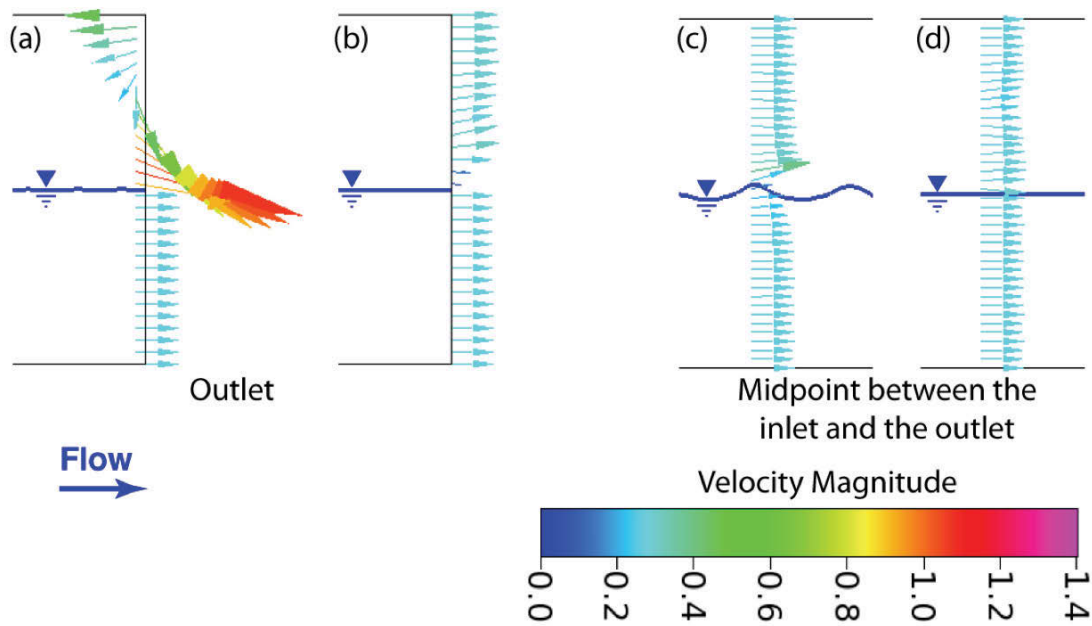 (a)
(b)
(c)
(d)
Outlet
Midpoint between the
inlet and the outlet
Flow
Velocity Magnitude
0.0 0.2 0.4 0.6 0.8 1.0 1.2 1.4